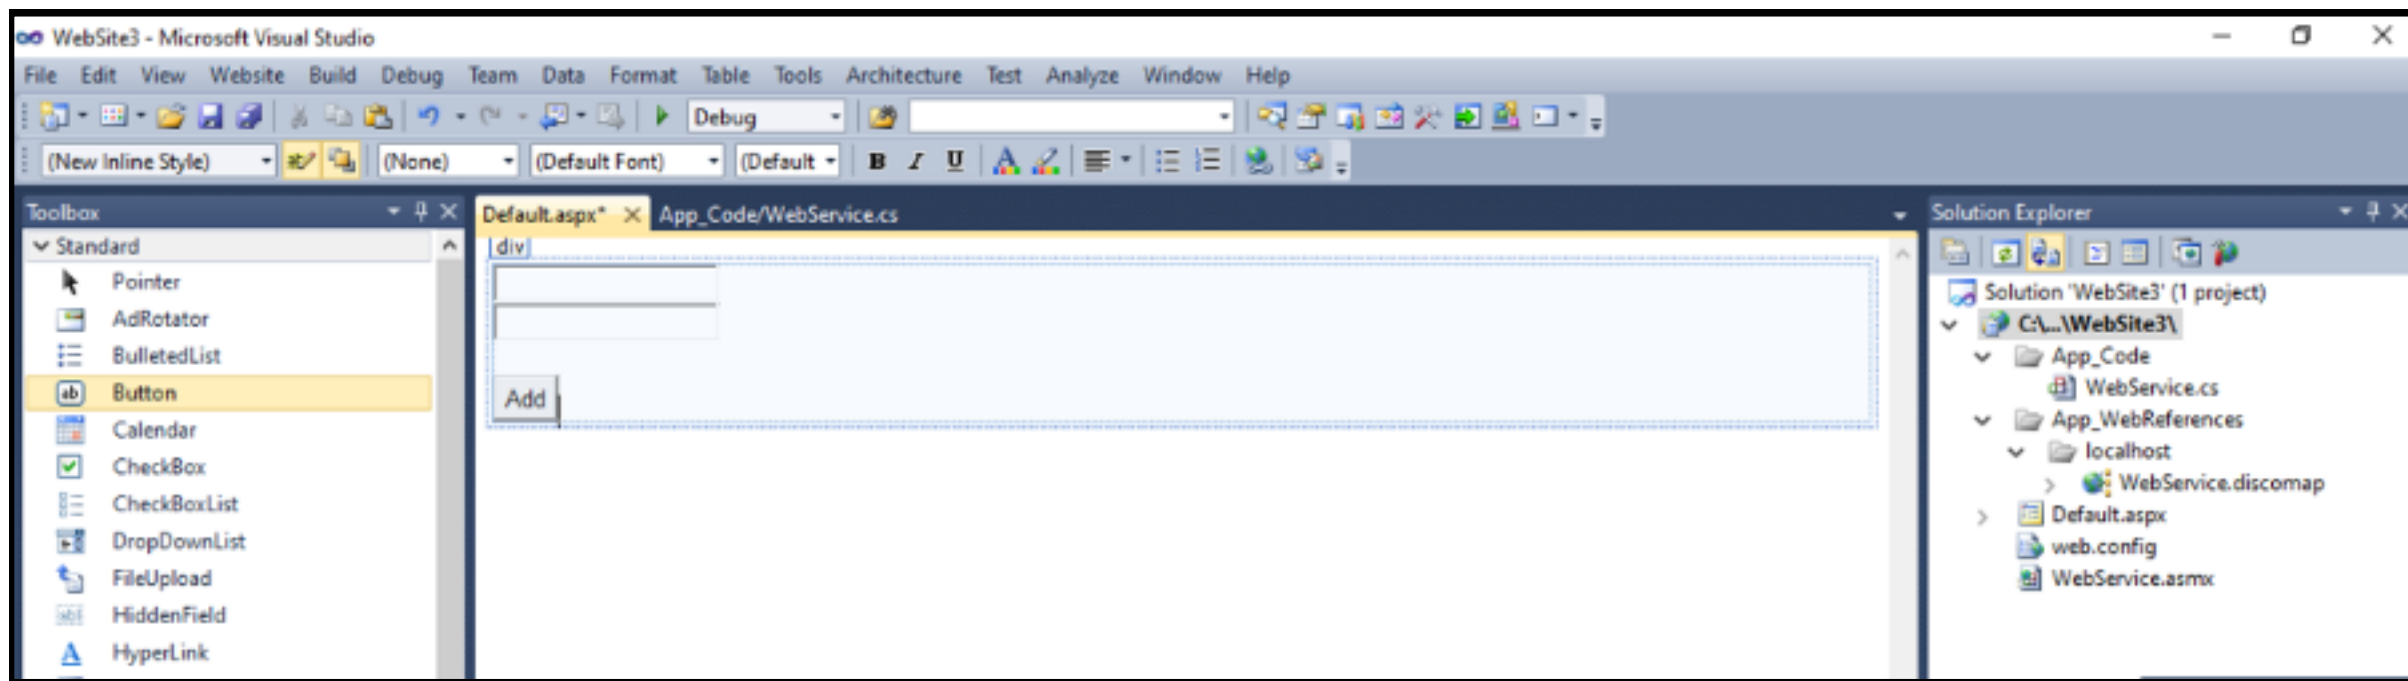 WebSite3 - Microsoft Visual Studio
File Edit View Website Build Debug Team Data Format Table Tools Architecture Test Analyze Window Help
Debug
(New Inline Style) (None) (Default Font) (Default B I U A
Toolbox
Standard
Pointer
AdRotator
BulletedList
Button
Calendar
CheckBox
CheckBoxList
DropDownList
FileUpload
HiddenField
HyperLink
Default.aspx* App_Code/WebService.cs
div
Add
Solution Explorer
Solution 'WebSite3' (1 project)
C:\...\WebSite3\
App_Code
WebService.cs
App_WebReferences
localhost
WebService.discomap
Default.aspx
web.config
WebService.asmx